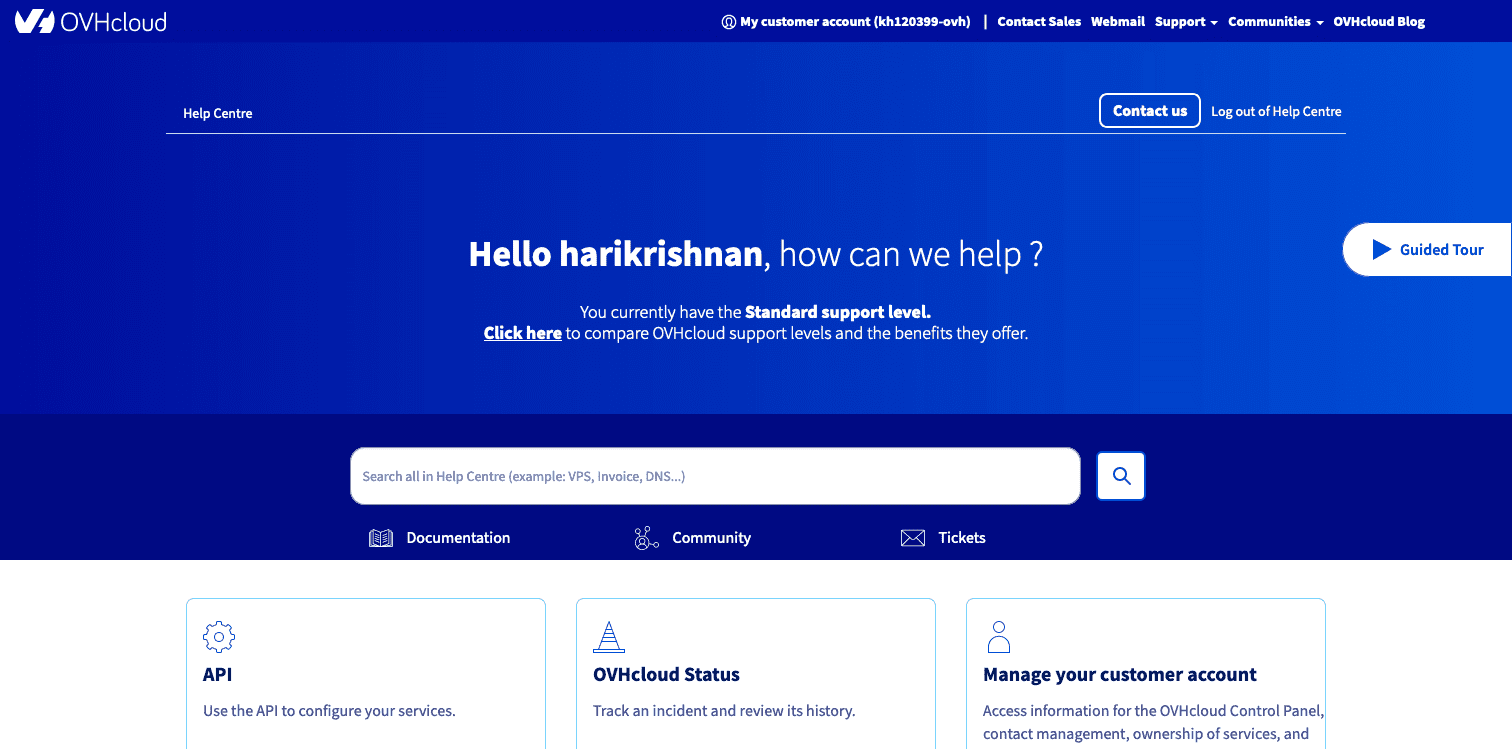 OVHcloud
My customer account (kh120399-ovh) | Contact Sales Webmail Support Communities OVHcloud Blog
Help Centre
Contact us Log out of Help Centre
Hello harikrishnan, how can we help ?
Guided Tour
You currently have the Standard support level.
Click here to compare OVHcloud support levels and the benefits they offer.
Search all in Help Centre (example: VPS, Invoice, DNS...)
Documentation Community Tickets
API
Use the API to configure your services.
OVHcloud Status
Track an incident and review its history.
Manage your customer account
Access information for the OVHcloud Control Panel,
contact management, ownership of services, and